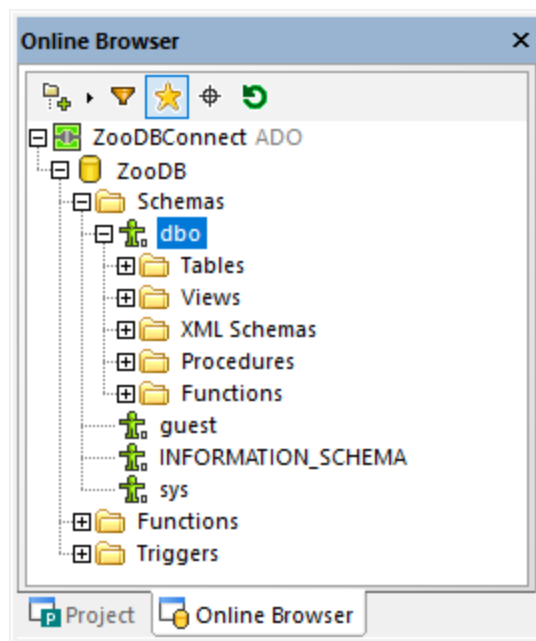 Online Browser
ZooDBConnect ADO
ZooDB
Schemas
dbo
Tables
Views
XML Schemas
Procedures
Functions
guest
INFORMATION_SCHEMA
sys
Functions
Triggers
Project Online Browser